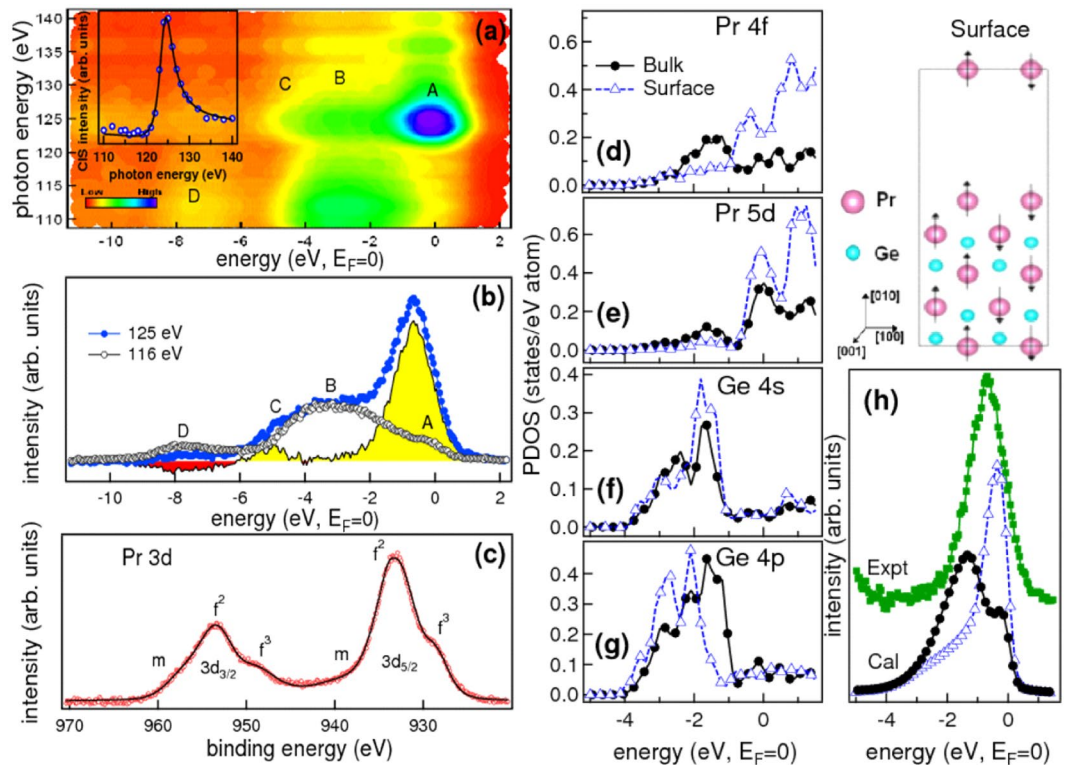 (a)
photon energy (eV)
140
135
130
125
120
115
110
CIS intensity (arb. units)
110 120 130 140
photon energy (eV)
Low High
C B A
D
-10 -8 -6 -4 -2 0 2
energy (eV, E_F=0)
(b)
intensity (arb. units)
125 eV
116 eV
D C B A
-10 -8 -6 -4 -2 0 2
energy (eV, E_F=0)
(c)
Pr 3d
intensity (arb. units)
m f² 3d3/2 f³ m f² 3d5/2 f³
970 960 950 940 930
binding energy (eV)
PDOS (states/eV atom)
Pr 4f
Bulk
Surface
(d)
0.6
0.4
0.2
0.0
Pr 5d
(e)
0.6
0.4
0.2
0.0
Ge 4s
(f)
0.4
0.3
0.2
0.1
0.0
Ge 4p
(g)
0.4
0.3
0.2
0.1
0.0
-4 -2 0
energy (eV, E_F=0)
Surface
Pr
Ge
[010]
[100]
[001]
(h)
intensity (arb. units)
Expt
Cal
-4 -2 0
energy (eV, E_F=0)